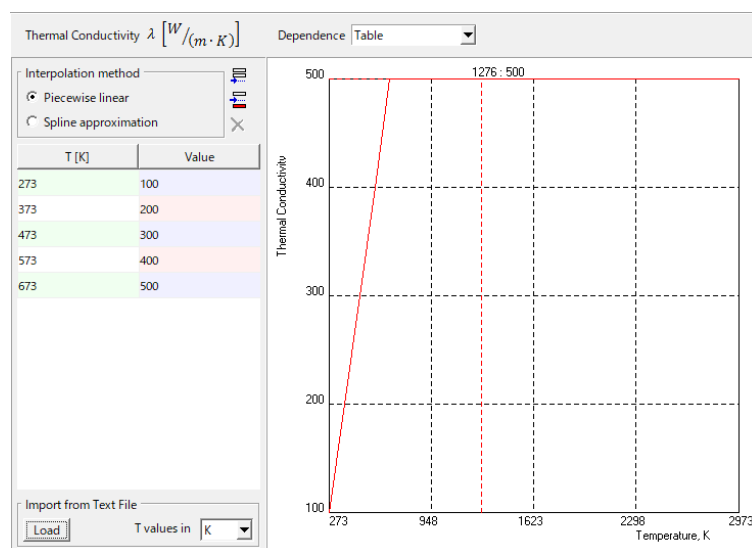 Thermal Conductivity λ [W/(m · K)]
Dependence Table
Interpolation method
Piecewise linear
Spline approximation
T [K] Value
273 100
373 200
473 300
573 400
673 500
Import from Text File
Load T values in K
1276 : 500
500
400
300
200
100
Thermal Conductivity
273 948 1623 2298 2973
Temperature, K